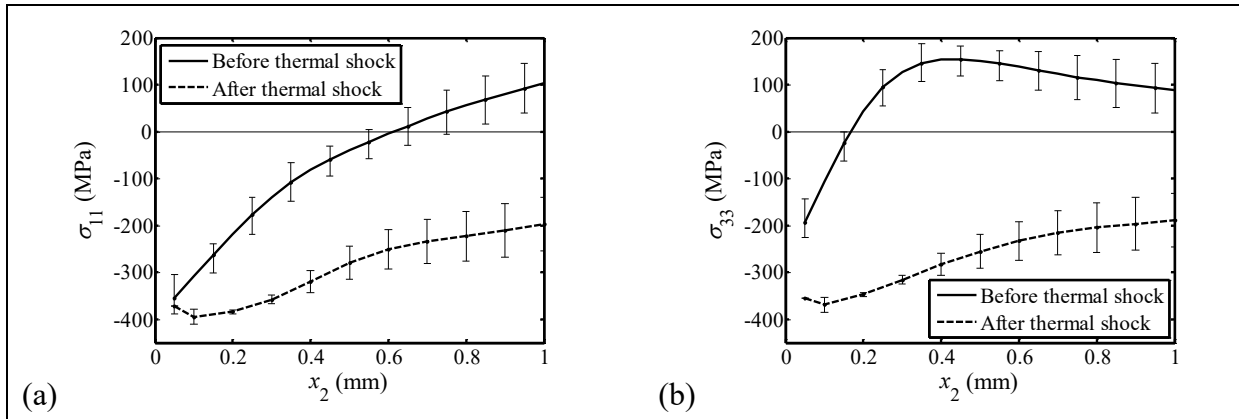 200
100
0
-100
-200
-300
-400
σ11 (MPa)
Before thermal shock
After thermal shock
0 0.2 0.4 0.6 0.8 1
x2 (mm)
(a)
200
100
0
-100
-200
-300
-400
σ33 (MPa)
Before thermal shock
After thermal shock
0 0.2 0.4 0.6 0.8 1
x2 (mm)
(b)